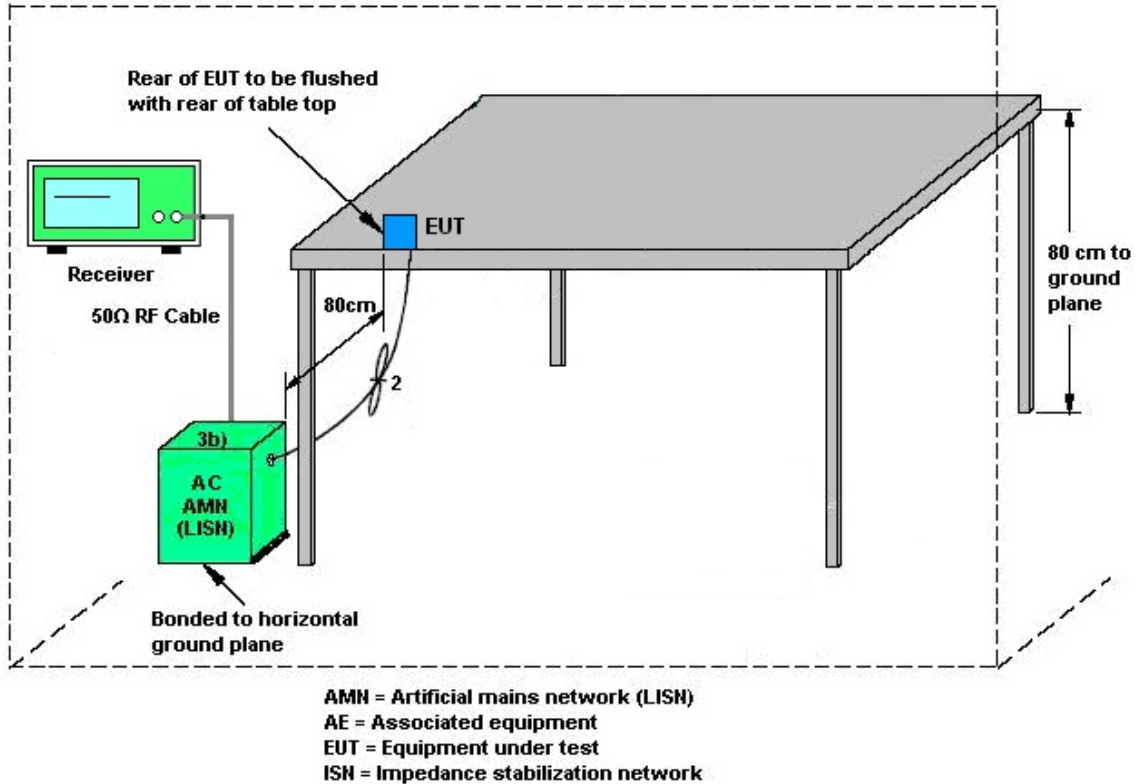 Rear of EUT to be flushed
with rear of table top
EUT
Receiver
50Ω RF Cable
80cm
80 cm to
ground
plane
2
3b)
AC
AMN
(LISN)
Bonded to horizontal
ground plane
AMN = Artificial mains network (LISN)
AE = Associated equipment
EUT = Equipment under test
ISN = Impedance stabilization network